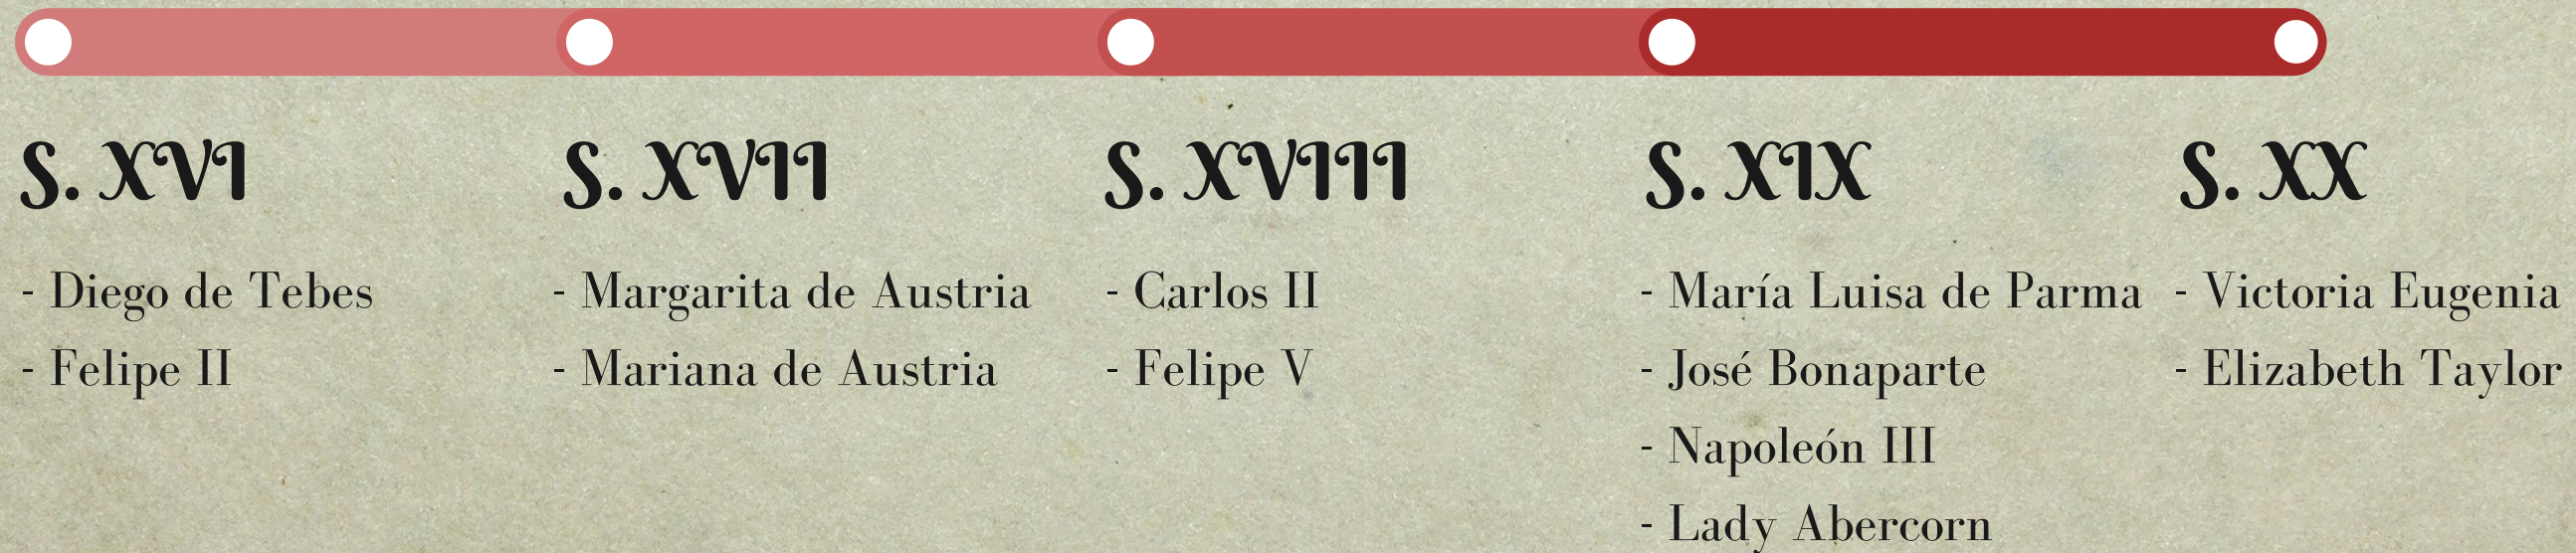 S. XVI
- Diego de Tebes
- Felipe II
S. XVII
- Margarita de Austria
- Mariana de Austria
S. XVIII
- Carlos II
- Felipe V
S. XIX
- María Luisa de Parma
- José Bonaparte
- Napoleón III
- Lady Abercorn
S. XX
- Victoria Eugenia
- Elizabeth Taylor